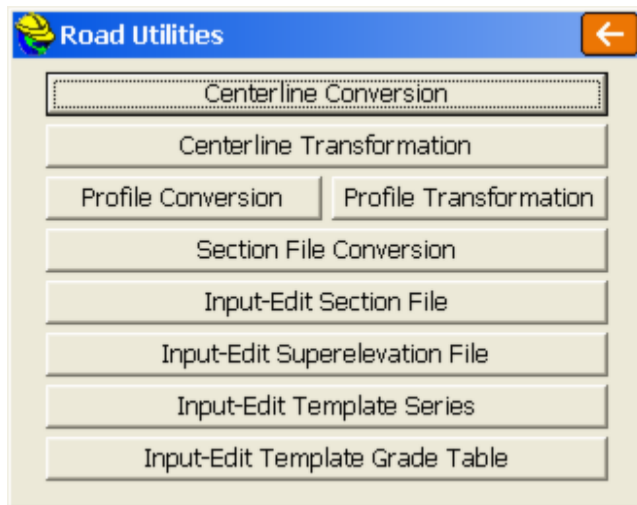 Road Utilities
Centerline Conversion
Centerline Transformation
Profile Conversion Profile Transformation
Section File Conversion
Input-Edit Section File
Input-Edit Superelevation File
Input-Edit Template Series
Input-Edit Template Grade Table